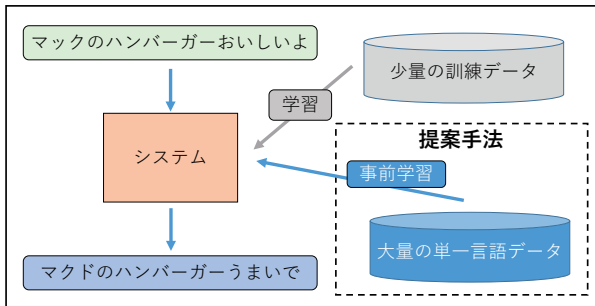 マックのハンバーガーおいしいよ
少量の訓練データ
学習
提案手法
システム
事前学習
大量の単一言語データ
マクドのハンバーガーうまいで